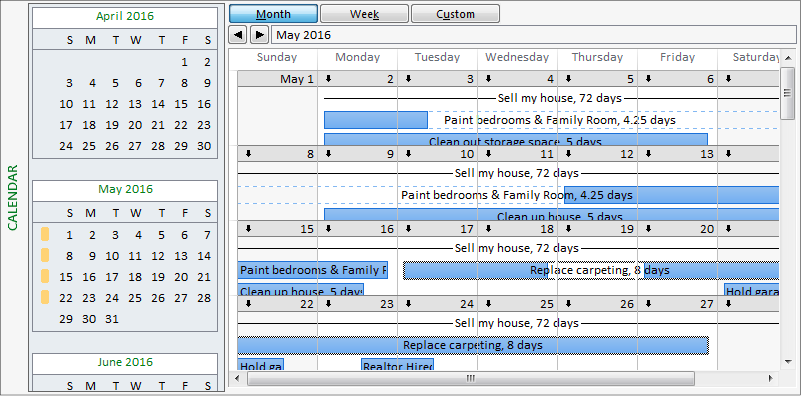 CALENDAR
April 2016
S M T W T F S
1 2
3 4 5 6 7 8 9
10 11 12 13 14 15 16
17 18 19 20 21 22 23
24 25 26 27 28 29 30
May 2016
S M T W T F S
1 2 3 4 5 6 7
8 9 10 11 12 13 14
15 16 17 18 19 20 21
22 23 24 25 26 27 28
29 30 31
June 2016
S M T W T F S
Month Week Custom
May 2016
Sunday Monday Tuesday Wednesday Thursday Friday Saturday
May 1 2 3 4 5 6
Sell my house, 72 days
Paint bedrooms & Family Room, 4.25 days
Clean out storage space, 5 days
8 9 10 11 12 13
Sell my house, 72 days
Paint bedrooms & Family Room, 4.25 days
Clean up house, 5 days
15 16 17 18 19 20
Sell my house, 72 days
Paint bedrooms & Family R Replace carpeting, 8 days
Clean up house, 5 days Hold gara
22 23 24 25 26 27
Sell my house, 72 days
Replace carpeting, 8 days
Hold gar Realtor Hired